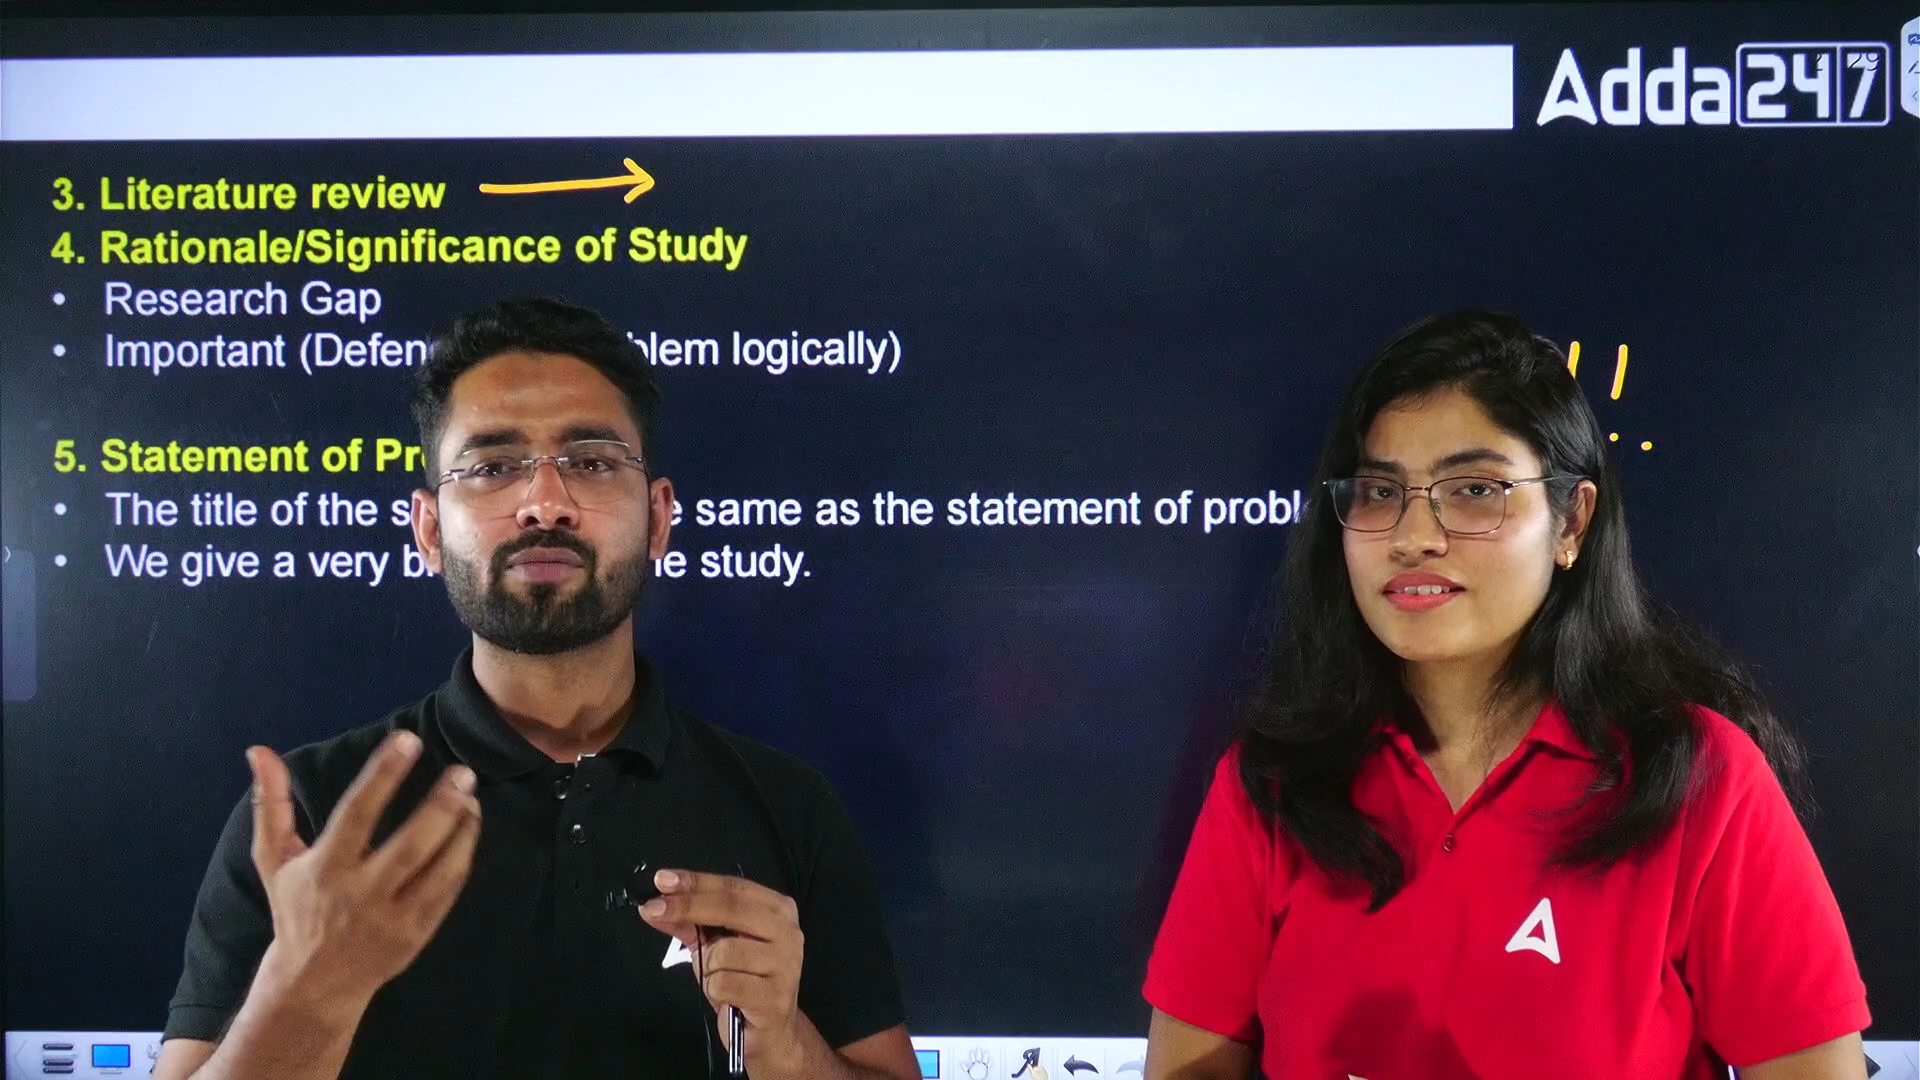 Adda247
3. Literature review
4. Rationale/Significance of Study
• Research Gap
• Important (Defen blem logically)
5. Statement of Pr
• The title of the s same as the statement of probl
• We give a very b study.